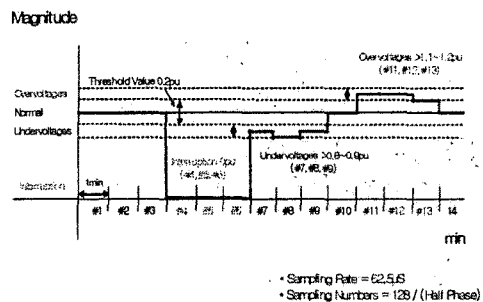 Magnitude
Overvoltages >1,1~1.2pu
(#11, #12, #13)
Threshold Value 0.2pu
Overvoltages
Normal
Undervoltages
Interruption 0pu
(#4, #5, #6)
Undervoltages >0,8~0.9pu
(#7, #8, #9)
Interruption
1min
#1 #2 #3 #4 #5 #6 #7 #8 #9 #10 #11 #12 #13 14
min
• Sampling Rate = 62,5㎲
• Sampling Numbers = 128 / (Half Phase)